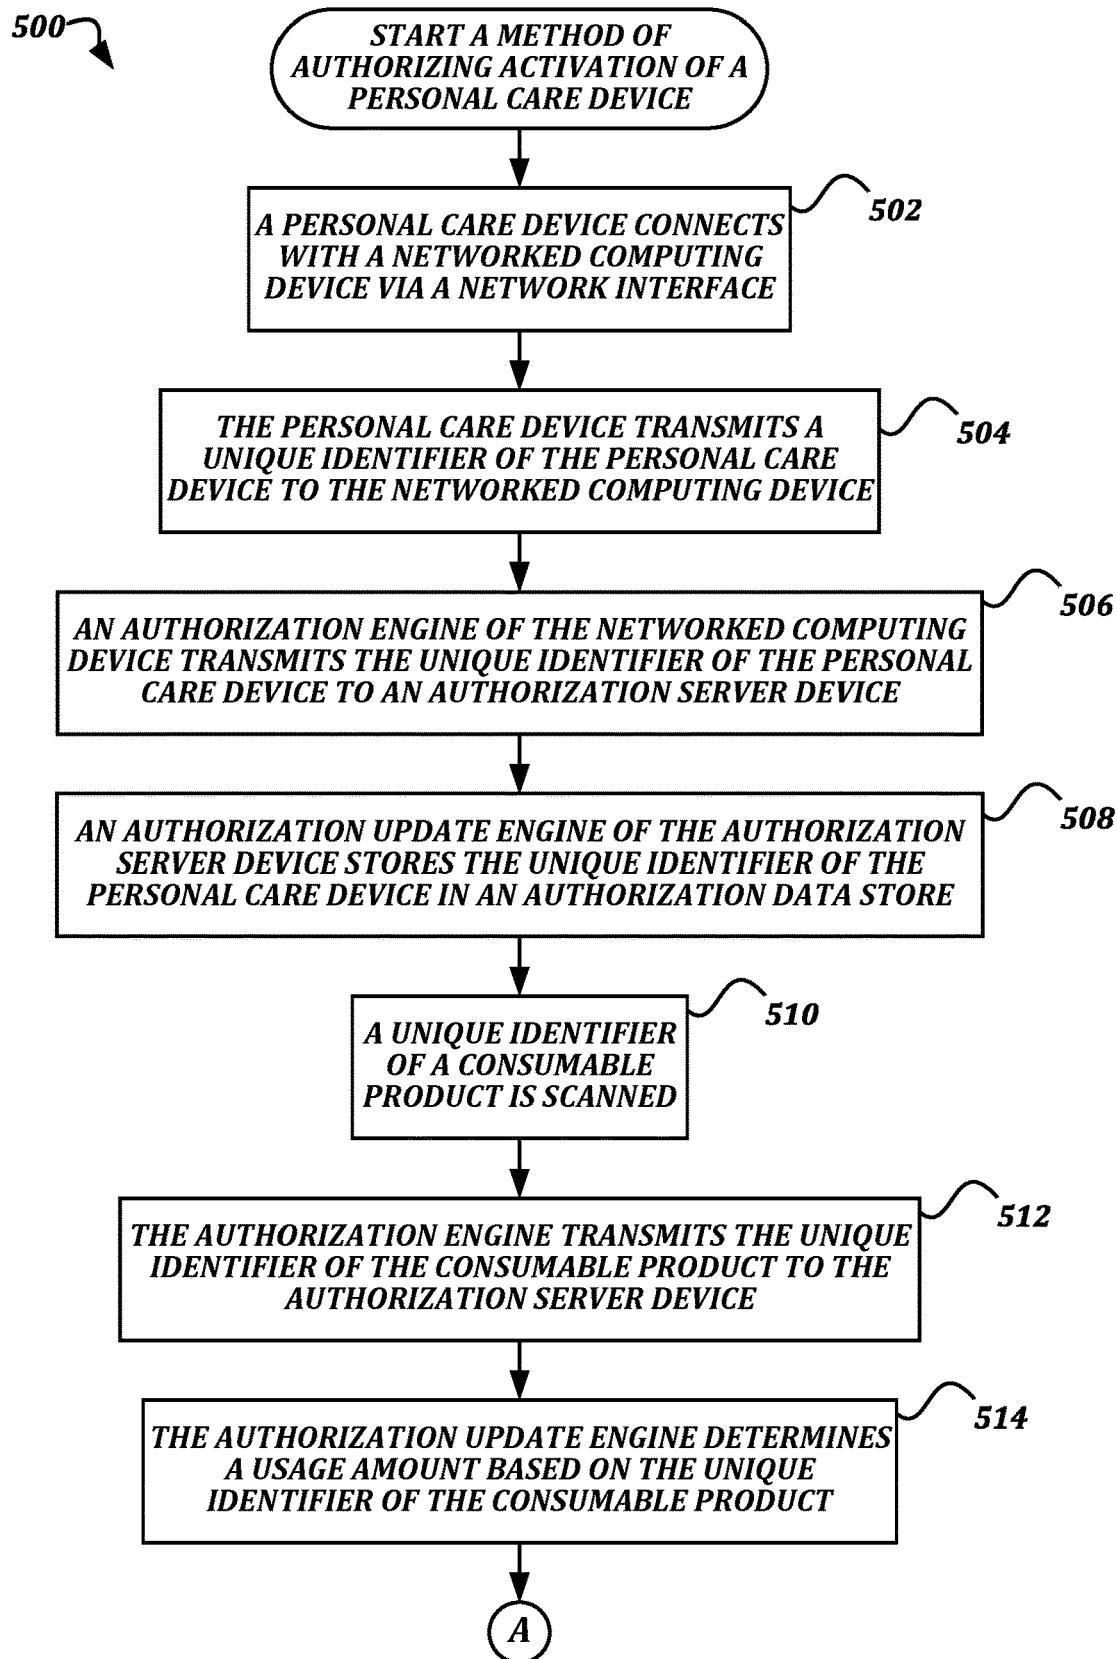 500
START A METHOD OF
AUTHORIZING ACTIVATION OF A
PERSONAL CARE DEVICE
502
A PERSONAL CARE DEVICE CONNECTS
WITH A NETWORKED COMPUTING
DEVICE VIA A NETWORK INTERFACE
504
THE PERSONAL CARE DEVICE TRANSMITS A
UNIQUE IDENTIFIER OF THE PERSONAL CARE
DEVICE TO THE NETWORKED COMPUTING DEVICE
506
AN AUTHORIZATION ENGINE OF THE NETWORKED COMPUTING
DEVICE TRANSMITS THE UNIQUE IDENTIFIER OF THE PERSONAL
CARE DEVICE TO AN AUTHORIZATION SERVER DEVICE
508
AN AUTHORIZATION UPDATE ENGINE OF THE AUTHORIZATION
SERVER DEVICE STORES THE UNIQUE IDENTIFIER OF THE
PERSONAL CARE DEVICE IN AN AUTHORIZATION DATA STORE
510
A UNIQUE IDENTIFIER
OF A CONSUMABLE
PRODUCT IS SCANNED
512
THE AUTHORIZATION ENGINE TRANSMITS THE UNIQUE
IDENTIFIER OF THE CONSUMABLE PRODUCT TO THE
AUTHORIZATION SERVER DEVICE
514
THE AUTHORIZATION UPDATE ENGINE DETERMINES
A USAGE AMOUNT BASED ON THE UNIQUE
IDENTIFIER OF THE CONSUMABLE PRODUCT
A